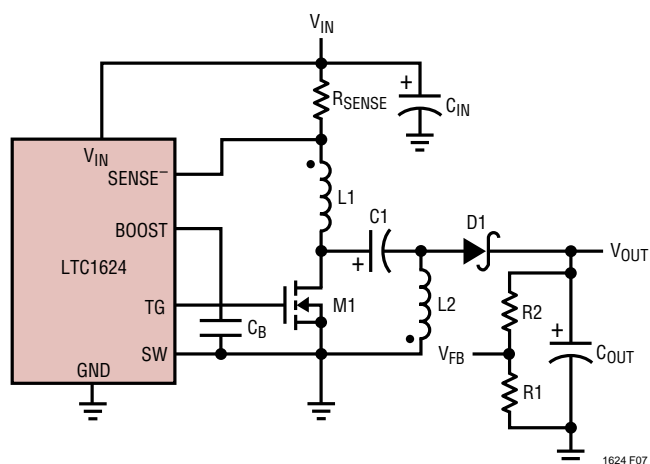 VIN
+
RSENSE
CIN
VIN
SENSE−
L1
BOOST
C1
D1
+
VOUT
LTC1624
TG
M1
L2
R2
+
CB
SW
VFB
COUT
GND
R1
1624 F07